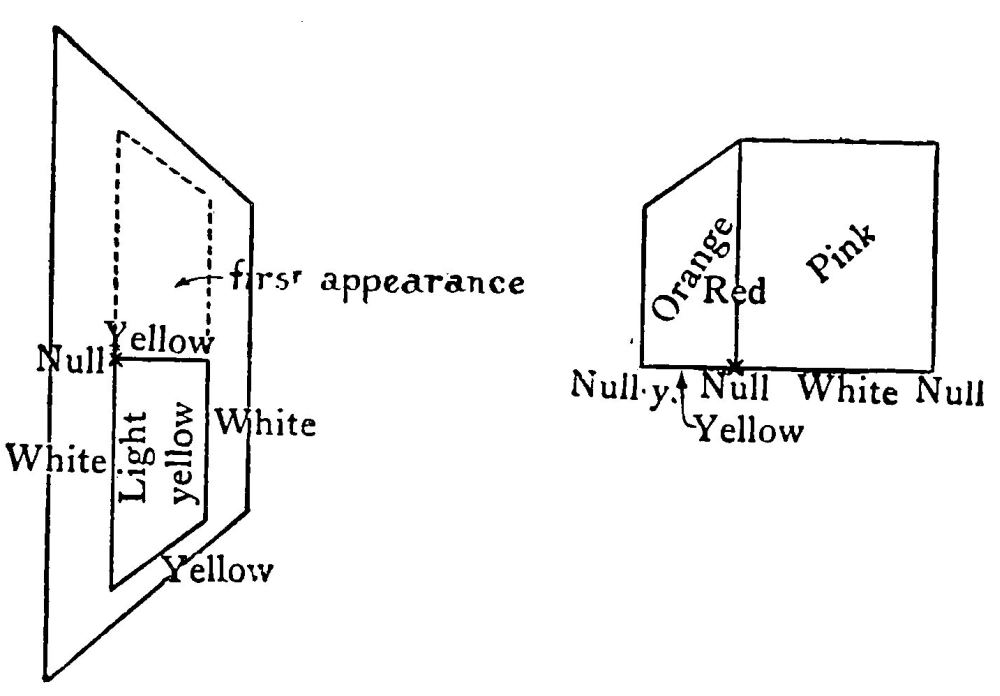 first appearance
Yellow
Null
White
White
Light
yellow
Yellow
Orange
Red
Pink
Null·y.
Null
White
Null
Yellow